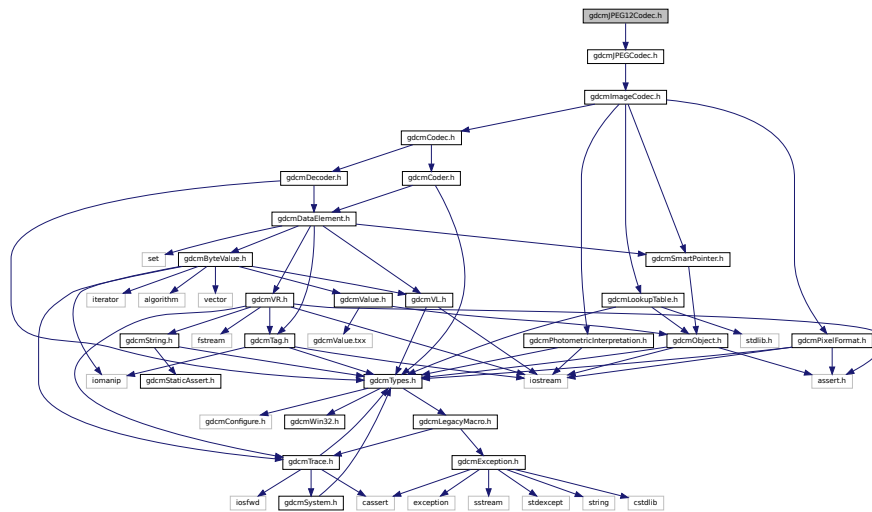 gdcmJPEG12Codec.h
gdcmJPEGCodec.h
gdcmImageCodec.h
gdcmCodec.h
gdcmDecoder.h
gdcmCoder.h
gdcmDataElement.h
set
gdcmByteValue.h
gdcmSmartPointer.h
iterator
algorithm
vector
gdcmVR.h
gdcmValue.h
gdcmVL.h
gdcmLookupTable.h
gdcmString.h
fstream
gdcmTag.h
gdcmValue.txx
gdcmPhotometricInterpretation.h
gdcmObject.h
stdlib.h
gdcmPixelFormat.h
iomanip
gdcmStaticAssert.h
gdcmTypes.h
iostream
assert.h
gdcmConfigure.h
gdcmWin32.h
gdcmLegacyMacro.h
gdcmTrace.h
gdcmException.h
iosfwd
gdcmSystem.h
cassert
exception
sstream
stdexcept
string
cstdlib